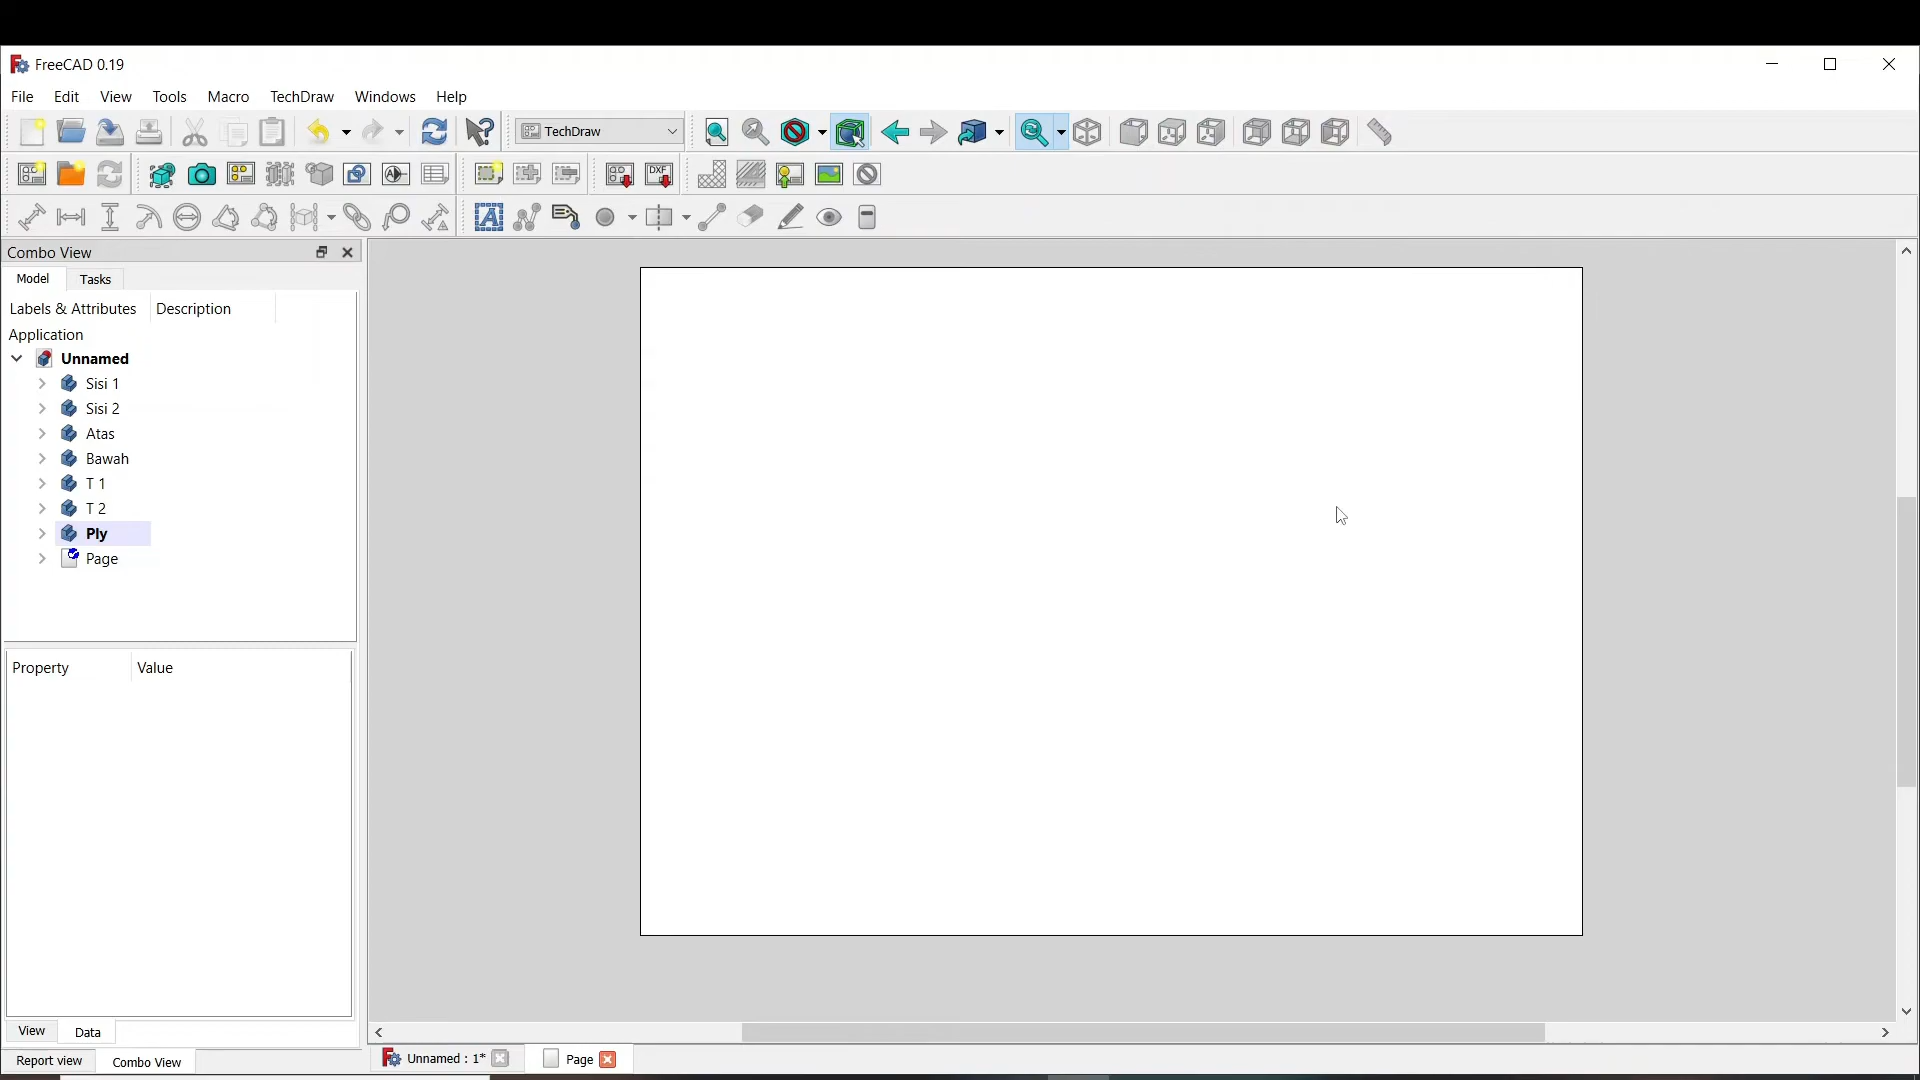 FreeCAD 0.19
File Edit View Tools Macro TechDraw Windows Help
TechDraw
DXF
A
Combo View
Model Tasks
Labels & Attributes Description
Application
Unnamed
Sisi 1
Sisi 2
Atas
Bawah
T 1
T 2
Ply
Page
Property Value
View Data
Report view Combo View
Unnamed : 1* Page